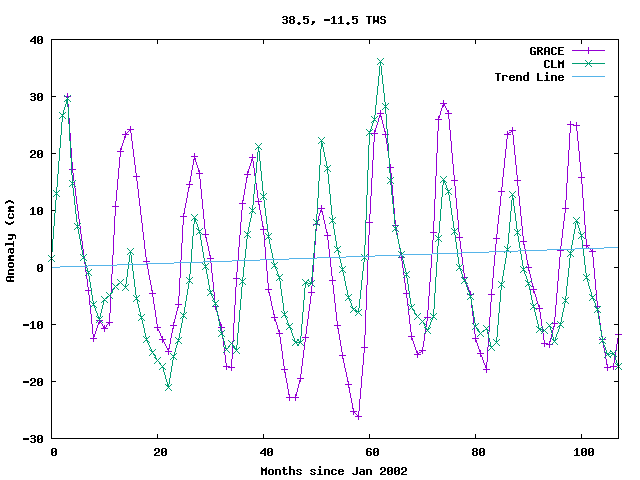 38.5, -11.5 TWS
GRACE
CLM
Trend Line
40
30
20
10
0
-10
-20
-30
Anomaly (cm)
0 20 40 60 80 100
Months since Jan 2002